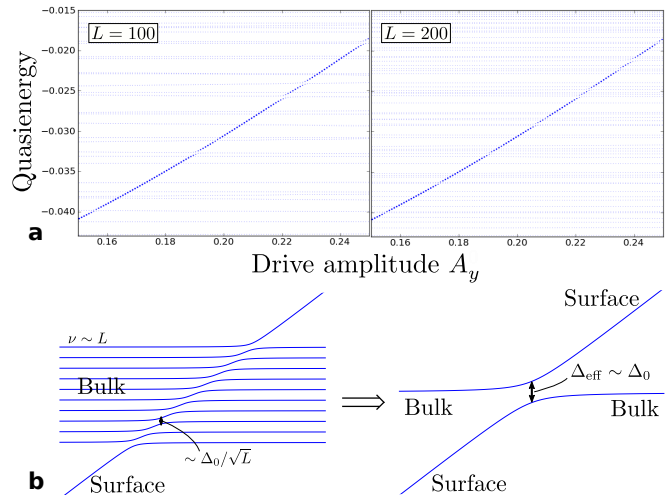 L = 100
L = 200
−0.015
−0.020
−0.025
−0.030
−0.035
−0.040
Quasienergy
0.16 0.18 0.20 0.22 0.24
0.16 0.18 0.20 0.22 0.24
a
Drive amplitude A_y
ν ∼ L
Bulk
∼ Δ₀/√L
Surface
Surface
Δ_eff ∼ Δ₀
Bulk
Bulk
Surface
b